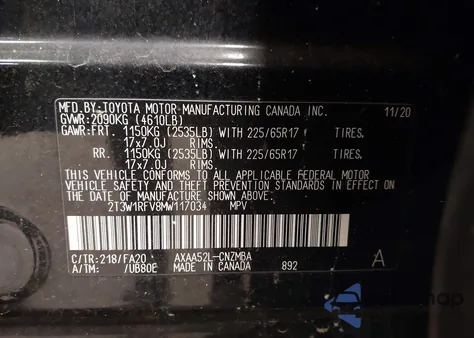 MFD.BY:TOYOTA MOTOR MANUFACTURING CANADA INC. 11/20
GVWR:2090KG (4610LB)
GAWR:FRT. 1150KG (2535LB) WITH 225/65R17 TIRES.
17x7.0J RIMS.
RR. 1150KG (2535LB) WITH 225/65R17 TIRES.
17x7.0J RIMS.
THIS VEHICLE CONFORMS TO ALL APPLICABLE FEDERAL MOTOR
VEHICLE SAFETY AND THEFT PREVENTION STANDARDS IN EFFECT
ON THE DATE OF MANUFACTURE SHOWN ABOVE.
2T3W1RFV8MW117034 MPV
C/TR:218/FA20 AXAA52L-CNZMBA
A/TM: /UB80E MADE IN CANADA 892 A